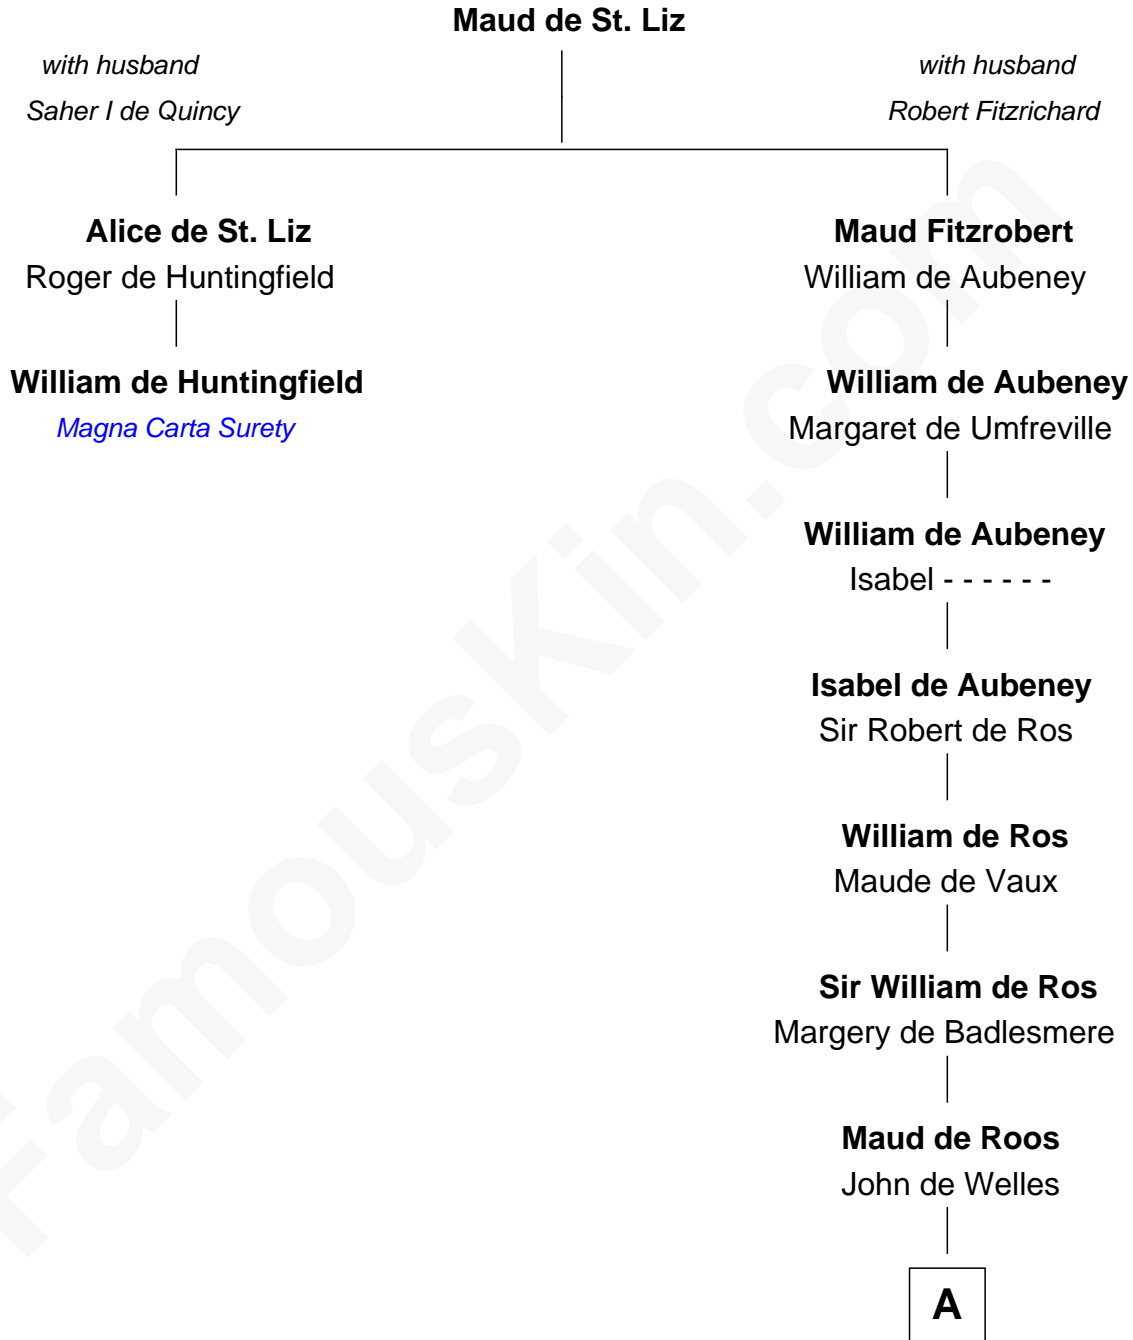 Maud de St. Liz
with husband
Saher I de Quincy
with husband
Robert Fitzrichard
Alice de St. Liz
Roger de Huntingfield
William de Huntingfield
Magna Carta Surety
Maud Fitzrobert
William de Aubeney
William de Aubeney
Margaret de Umfreville
William de Aubeney
Isabel - - - - - -
Isabel de Aubeney
Sir Robert de Ros
William de Ros
Maude de Vaux
Sir William de Ros
Margery de Badlesmere
Maud de Roos
John de Welles
A
FamousKin.com